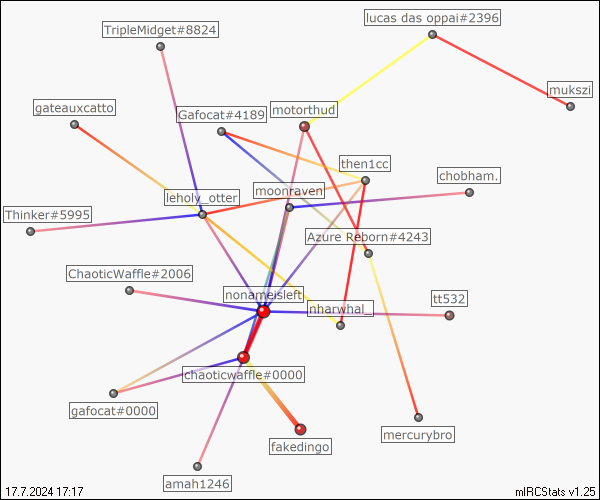 lucas das oppai#2396
TripleMidget#8824
mukszi
gateauxcatto
Gafocat#4189
motorthud
then1cc
chobham.
moonraven
leholy_otter
Thinker#5995
Azure Reborn#4243
ChaoticWaffle#2006
nonameisleft
tt532
nharwhal_
chaoticwaffle#0000
gafocat#0000
mercurybro
fakedingo
amah1246
17.7.2024 17:17
mIRCStats v1.25